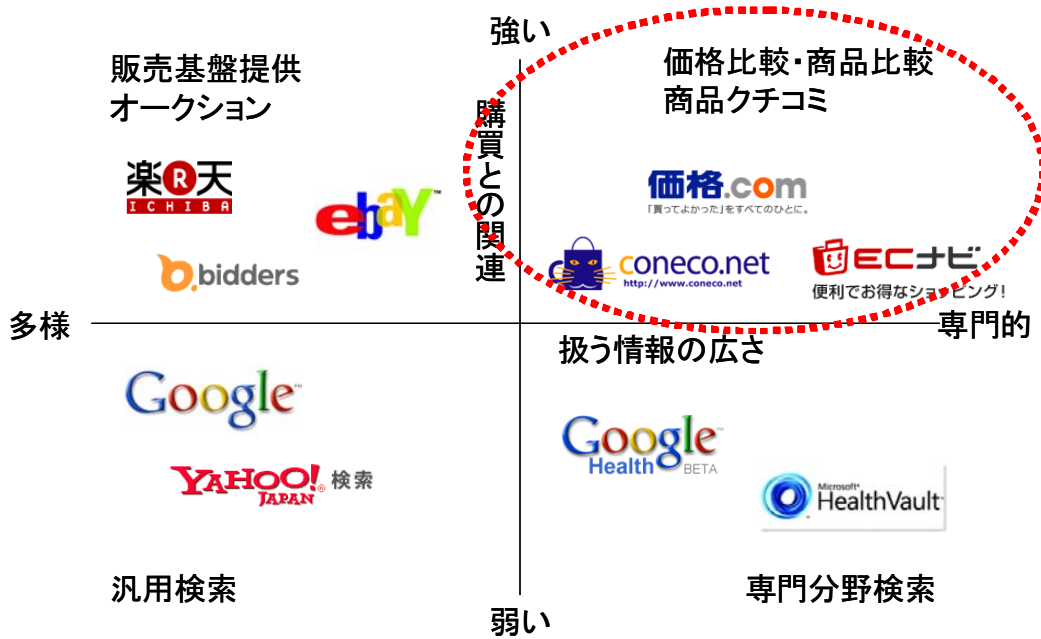 強い
販売基盤提供
オークション
価格比較・商品比較
商品クチコミ
購買との関連
楽R天
ICHIBA
ebaY™
bidders
価格.com
「買ってよかった」をすべてのひとに。
coneco.net
http://www.coneco.net
ECナビ
便利でお得なショッピング!
多様
専門的
扱う情報の広さ
Google™
YAHOO!® 検索
JAPAN
Google™
Health BETA
Microsoft®
HealthVault™
汎用検索
専門分野検索
弱い